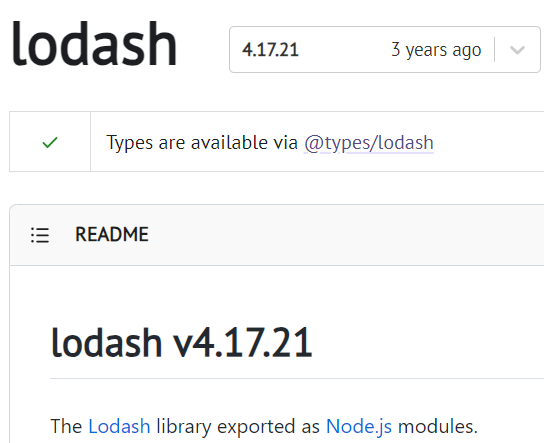 lodash
4.17.21 3 years ago
Types are available via @types/lodash
README
lodash v4.17.21
The Lodash library exported as Node.js modules.